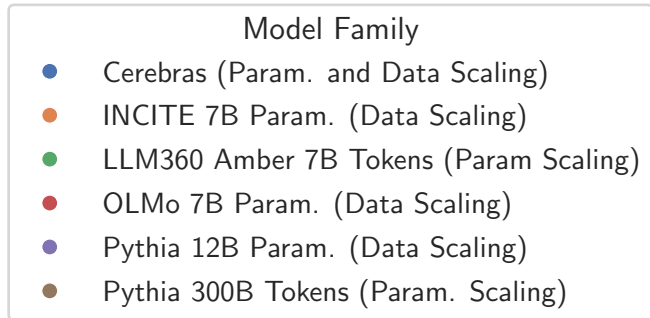 Model Family
Cerebras (Param. and Data Scaling)
INCITE 7B Param. (Data Scaling)
LLM360 Amber 7B Tokens (Param Scaling)
OLMo 7B Param. (Data Scaling)
Pythia 12B Param. (Data Scaling)
Pythia 300B Tokens (Param. Scaling)